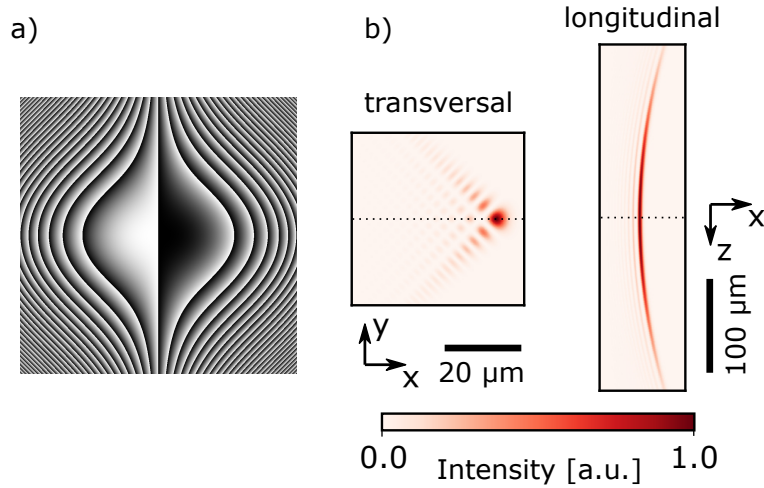 a)
b)
transversal
longitudinal
y
x
20 µm
x
z
100 µm
0.0
1.0
Intensity [a.u.]